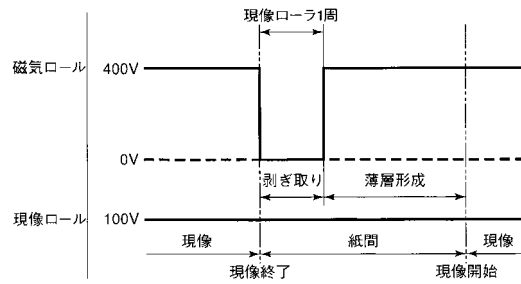 現像ローラ1周
磁気ロール 400V
0V
剥ぎ取り 薄層形成
現像ロール 100V
現像 紙間 現像
現像終了 現像開始